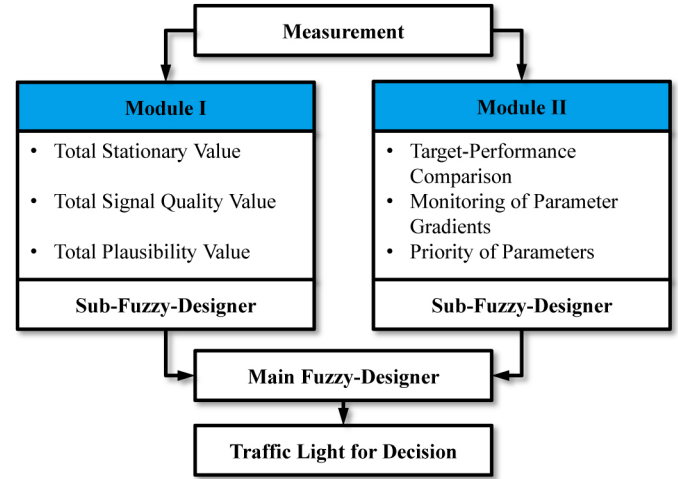 Measurement
Module I
• Total Stationary Value
• Total Signal Quality Value
• Total Plausibility Value
Sub-Fuzzy-Designer
Module II
• Target-Performance
Comparison
• Monitoring of Parameter
Gradients
• Priority of Parameters
Sub-Fuzzy-Designer
Main Fuzzy-Designer
Traffic Light for Decision